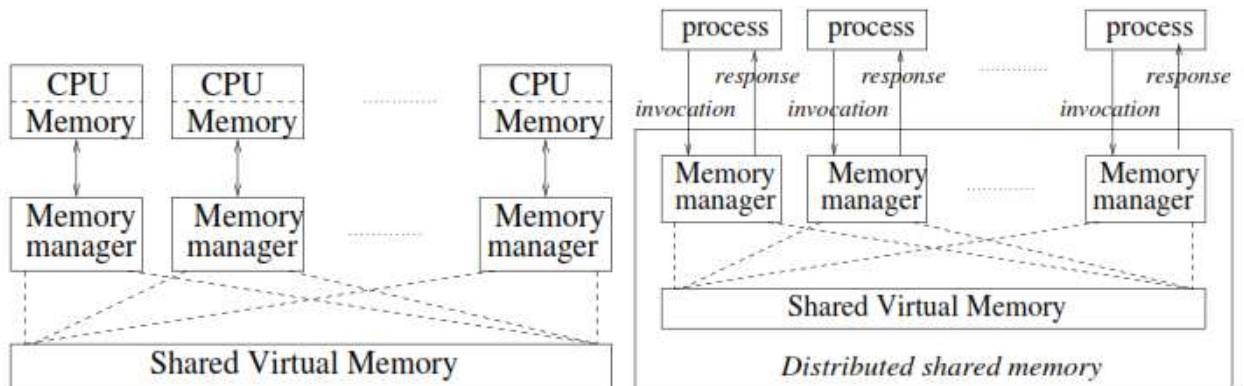 CPU
Memory
CPU
Memory
CPU
Memory
Memory
manager
Memory
manager
Memory
manager
Shared Virtual Memory
process
process
process
response
response
response
invocation
invocation
invocation
Memory
manager
Memory
manager
Memory
manager
Shared Virtual Memory
Distributed shared memory